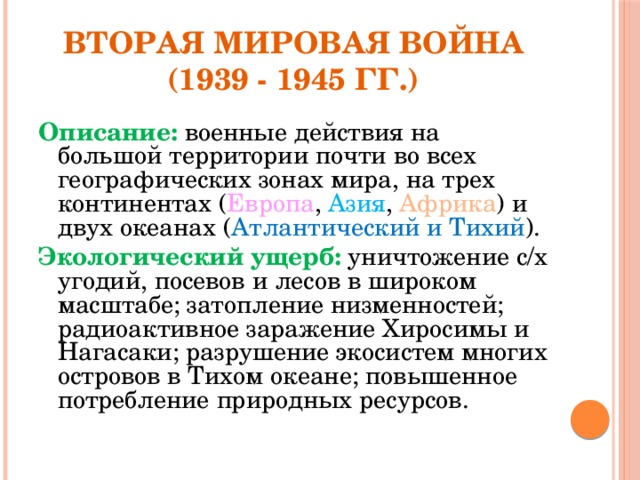 ВТОРАЯ МИРОВАЯ ВОЙНА
(1939 - 1945 ГГ.)
Описание: военные действия на
большой территории почти во всех
географических зонах мира, на трех
континентах (Европа, Азия, Африка) и
двух океанах (Атлантический и Тихий).
Экологический ущерб: уничтожение с/х
угодий, посевов и лесов в широком
масштабе; затопление низменностей;
радиоактивное заражение Хиросимы и
Нагасаки; разрушение экосистем многих
островов в Тихом океане; повышенное
потребление природных ресурсов.